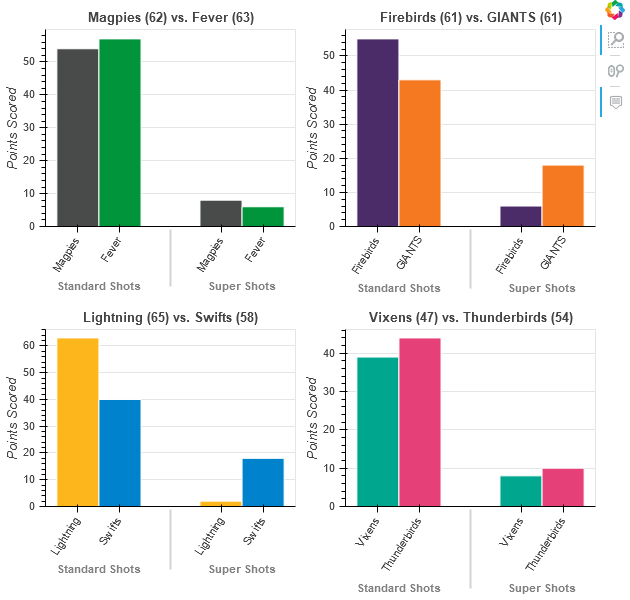 Magpies (62) vs. Fever (63)
Points Scored
50
40
30
20
10
0
Magpies
Fever
Magpies
Fever
Standard Shots
Super Shots
Firebirds (61) vs. GIANTS (61)
Points Scored
50
40
30
20
10
0
Firebirds
GIANTS
Firebirds
GIANTS
Standard Shots
Super Shots
Lightning (65) vs. Swifts (58)
Points Scored
60
50
40
30
20
10
0
Lightning
Swifts
Lightning
Swifts
Standard Shots
Super Shots
Vixens (47) vs. Thunderbirds (54)
Points Scored
40
30
20
10
0
Vixens
Thunderbirds
Vixens
Thunderbirds
Standard Shots
Super Shots